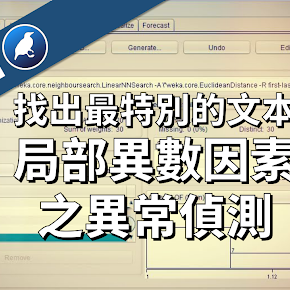 Forecast
Generate...
Undo
weka.core.neighboursearch.LinearNNSearch -A "weka.core.EuclideanDistance -R first-las
找出最特別的文本
Sum of weights: 30
Missing: 0 (0%)
Distinct: 30
局部異數因素
之異常偵測
Remove
7
1
1.12